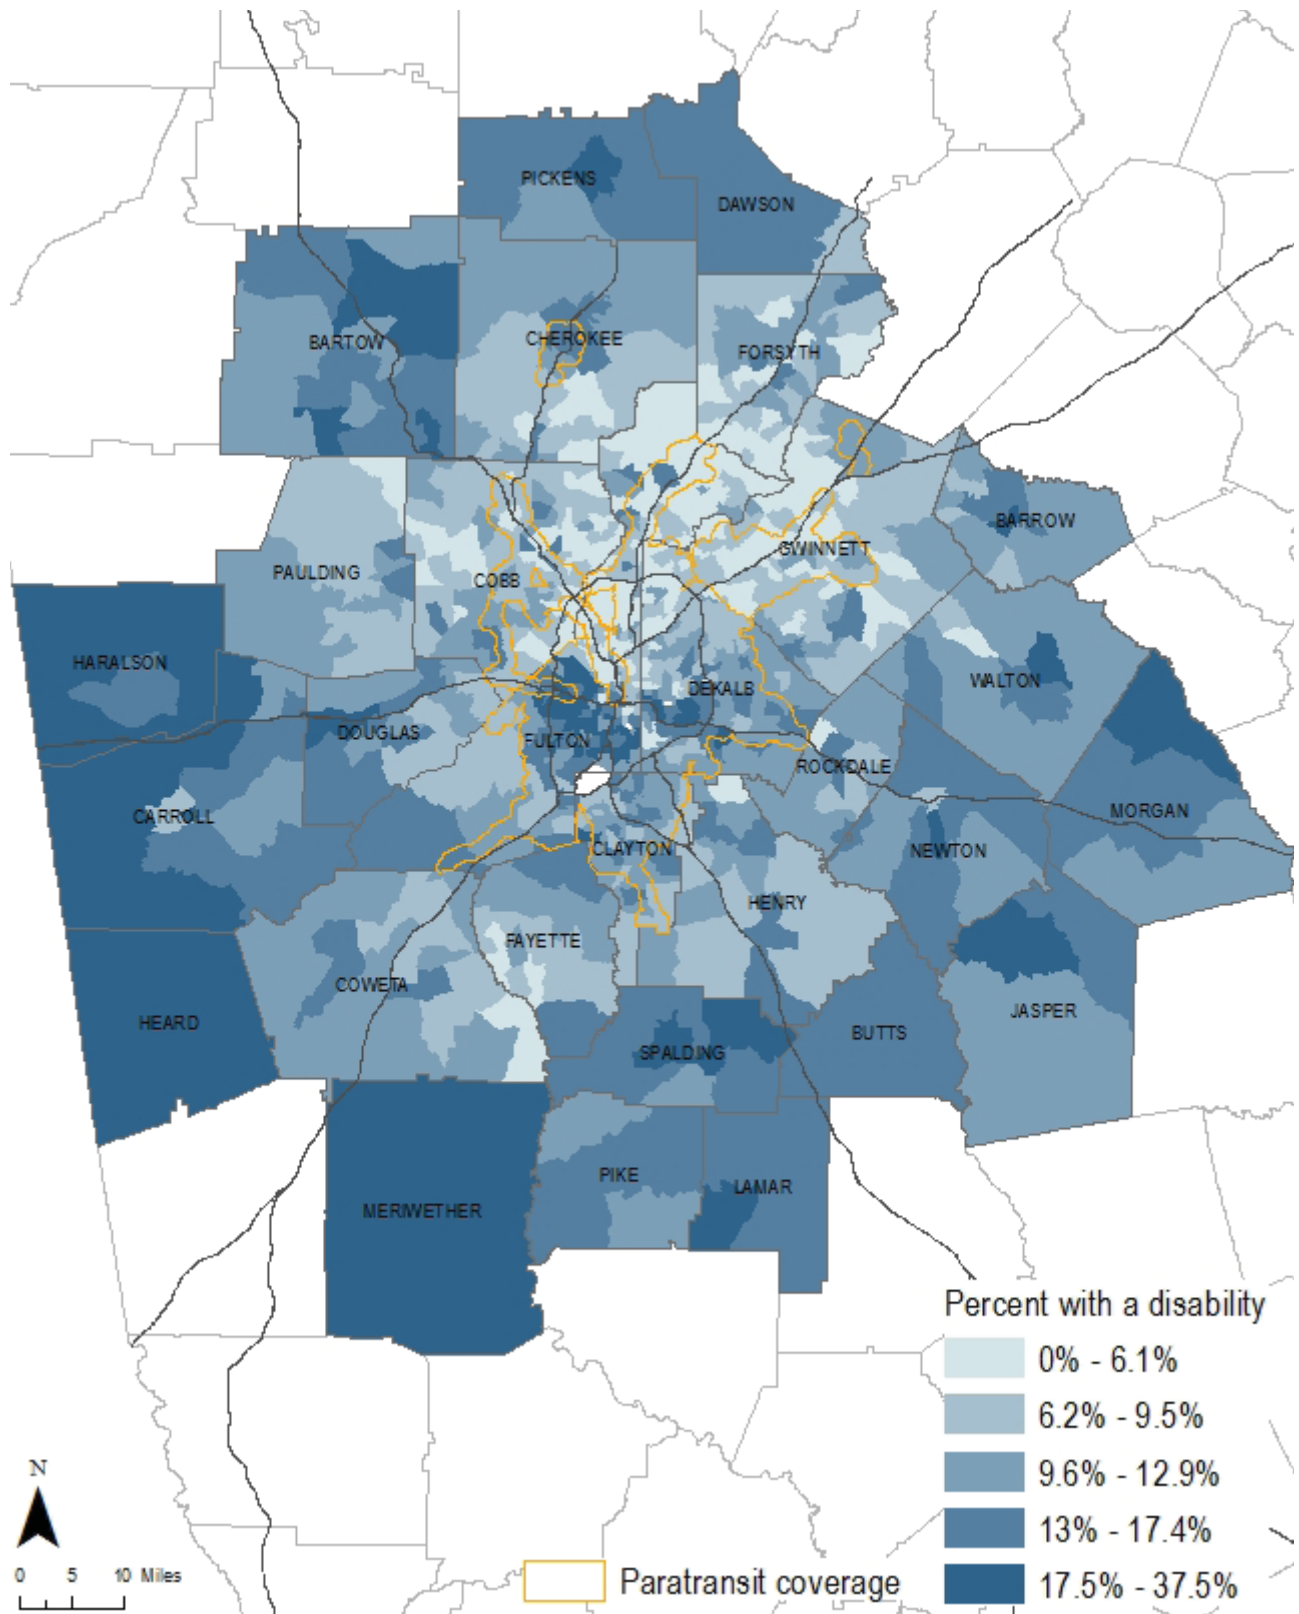 PICKENS
DAWSON
BARTOW
CHEROKEE
FORSYTH
BARROW
GWINNETT
PAULDING
COBB
HARALSON
WALTON
DEKALB
DOUGLAS
FULTON
ROCKDALE
MORGAN
CARROLL
CLAYTON
NEWTON
HENRY
FAYETTE
COWETA
JASPER
HEARD
BUTTS
SPALDING
PIKE
LAMAR
MERIWETHER
Percent with a disability
0% - 6.1%
6.2% - 9.5%
9.6% - 12.9%
13% - 17.4%
17.5% - 37.5%
Paratransit coverage
N
0 5 10 Miles